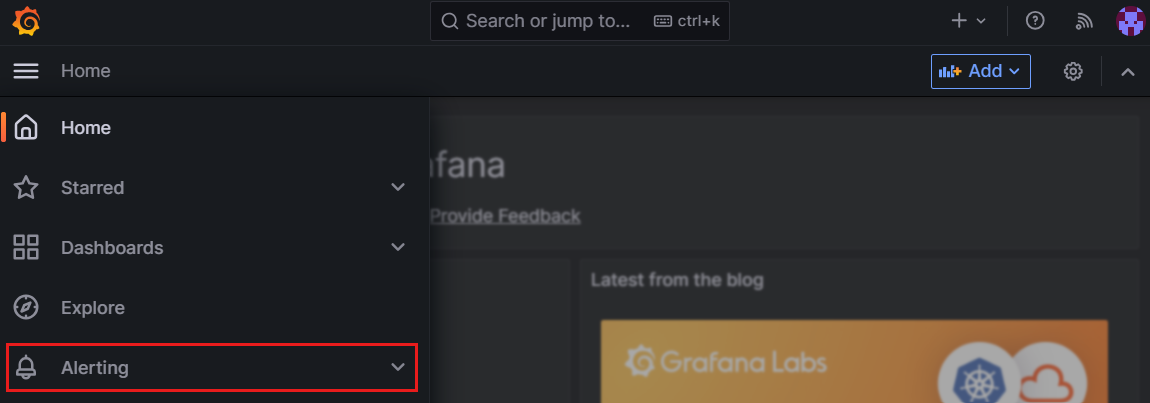 Search or jump to... ctrl+k
Home
Add
Home
Starred
Dashboards
Explore
Alerting
afana
Provide Feedback
Latest from the blog
Grafana Labs